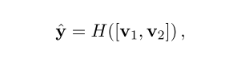 ŷ = H([v₁, v₂]) ,